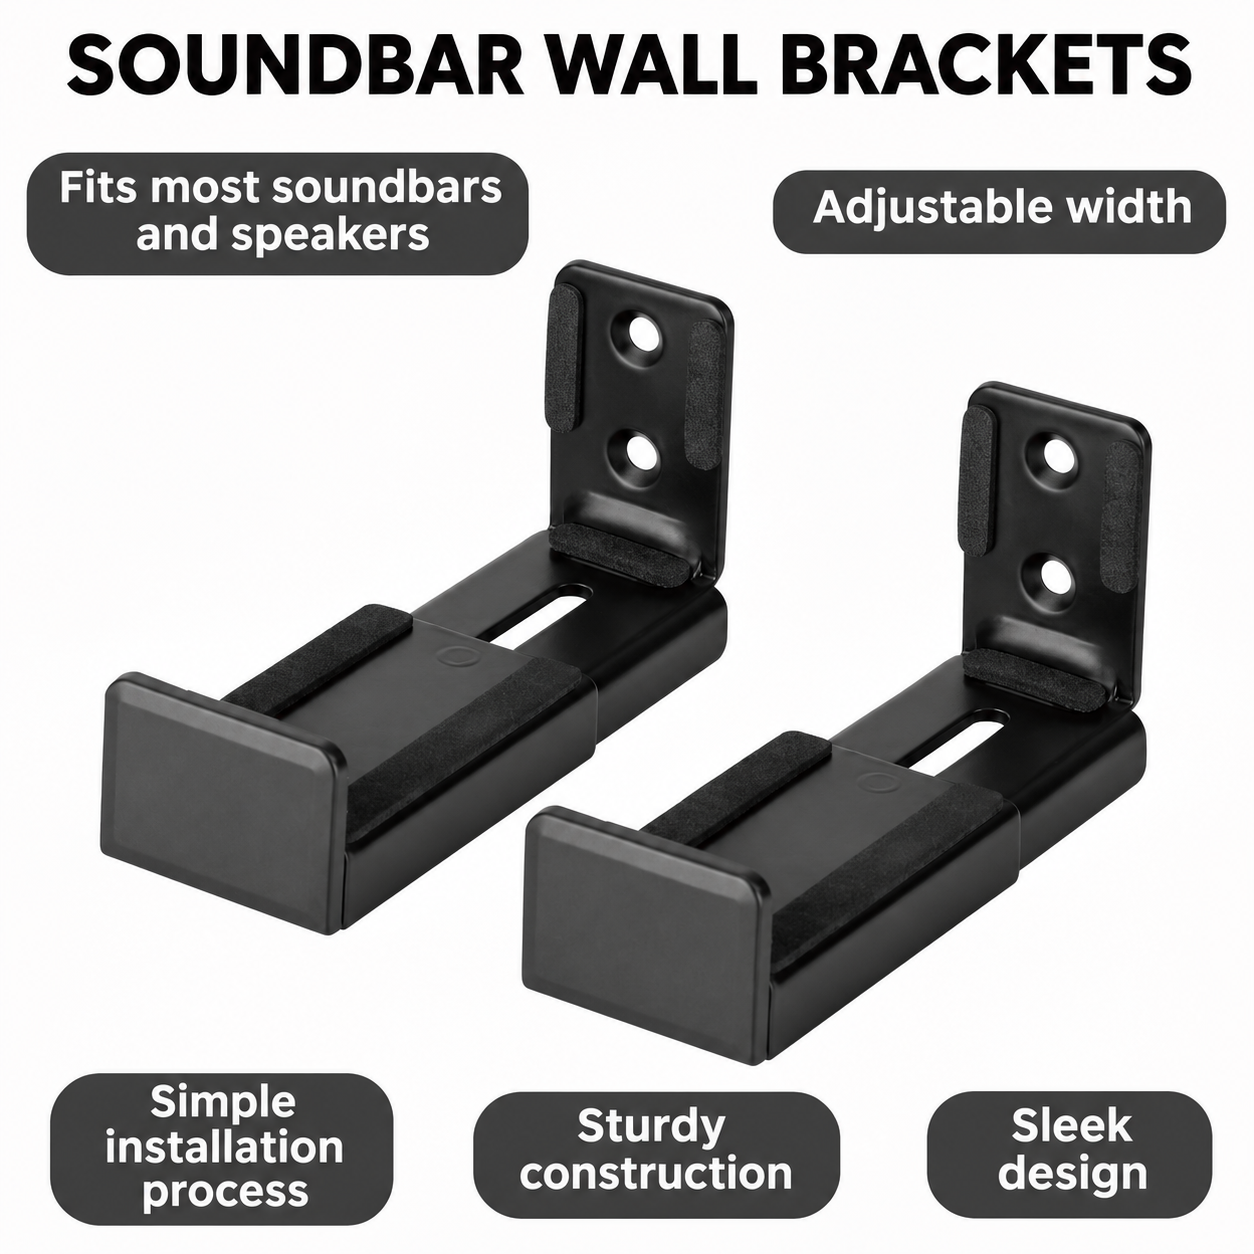 SOUNDBAR WALL BRACKETS
Fits most soundbars
and speakers
Adjustable width
Simple
installation
process
Sturdy
construction
Sleek
design